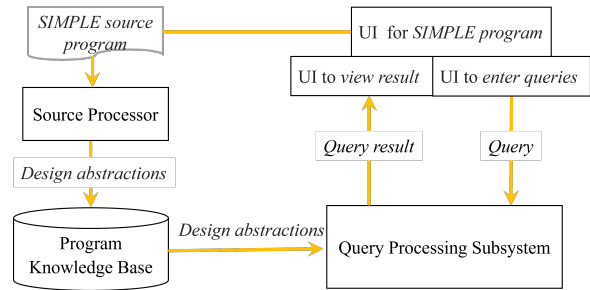 SIMPLE source
program
UI for SIMPLE program
UI to view result
UI to enter queries
Source Processor
Query result
Query
Design abstractions
Program
Knowledge Base
Design abstractions
Query Processing Subsystem